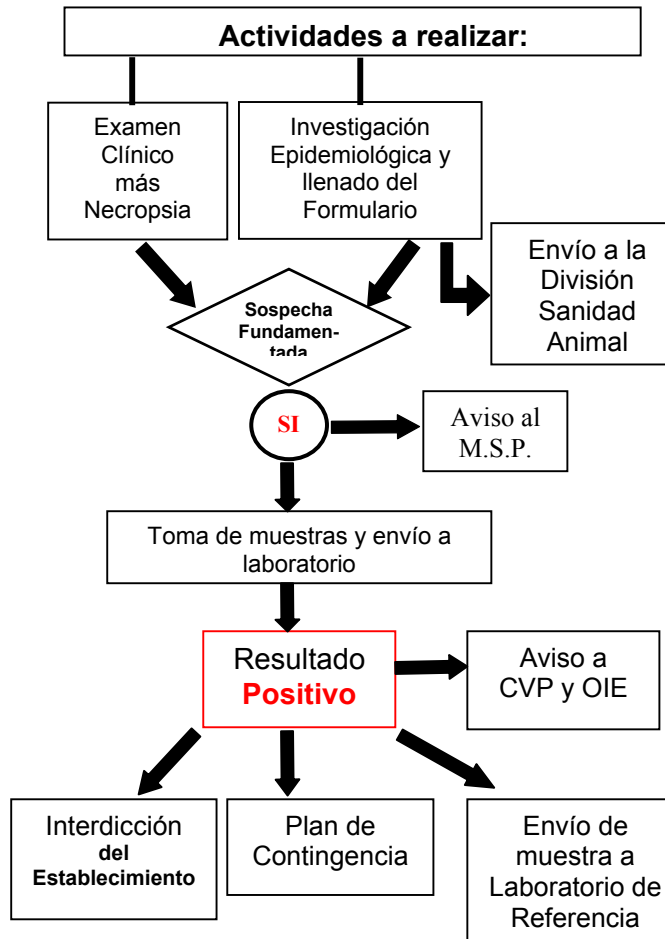 Actividades a realizar:
Examen
Clínico
más
Necropsia
Investigación
Epidemiológica y
llenado del
Formulario
Envío a la
División
Sanidad
Animal
Sospecha
Fundamen-
tada
SI
Aviso al
M.S.P.
Toma de muestras y envío a
laboratorio
Resultado
Positivo
Aviso a
CVP y OIE
Interdicción
del
Establecimiento
Plan de
Contingencia
Envío de
muestra a
Laboratorio de
Referencia